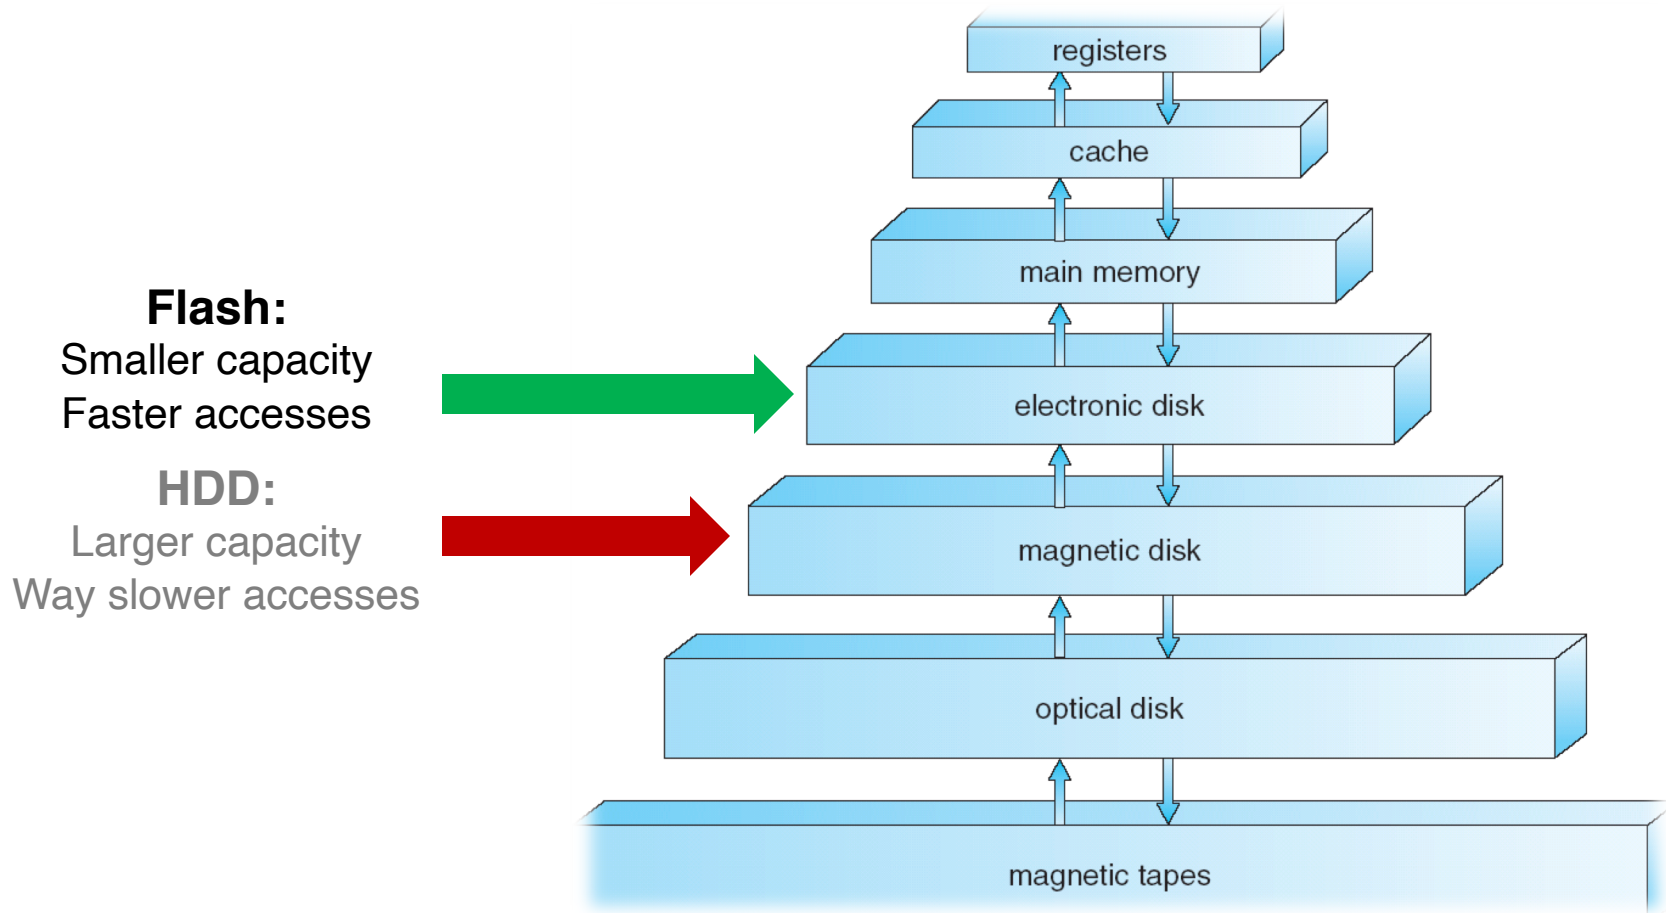 registers
cache
main memory
Flash:
Smaller capacity
Faster accesses
electronic disk
HDD:
Larger capacity
Way slower accesses
magnetic disk
optical disk
magnetic tapes